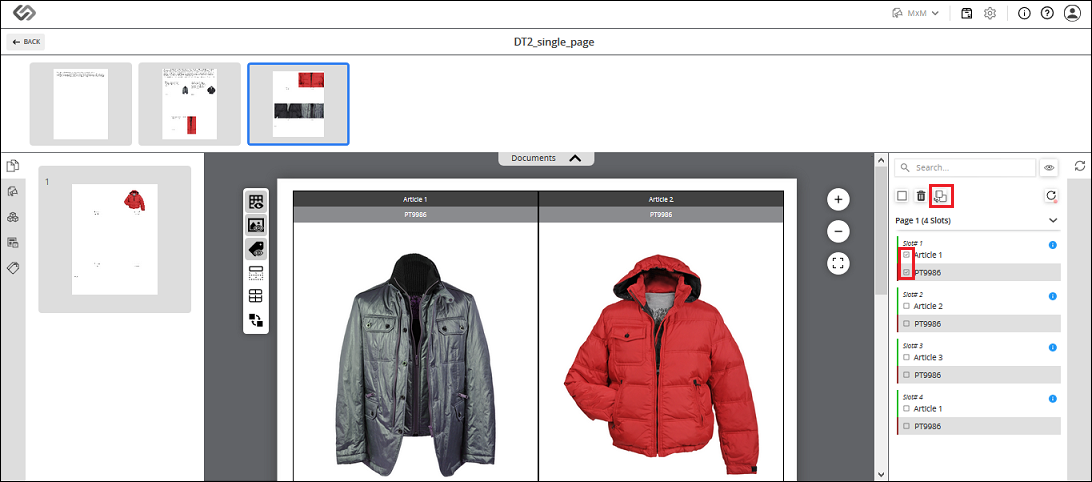 MxM
BACK
DT2_single_page
Documents
1
Article 1
Article 2
PT9986
PT9986
Search...
Page 1 (4 Slots)
Slot# 1
Article 1
PT9986
Slot# 2
Article 2
PT9986
Slot# 3
Article 3
PT9986
Slot# 4
Article 1
PT9986